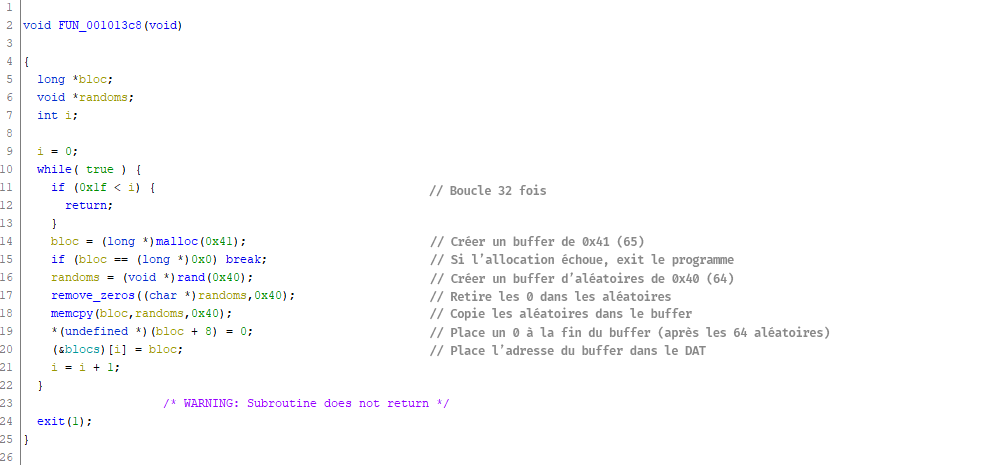 1
2 void FUN_001013c8(void)
3
4 {
5 long *bloc;
6 void *randoms;
7 int i;
8
9 i = 0;
10 while( true ) {
11 if (0x1f < i) { // Boucle 32 fois
12 return;
13 }
14 bloc = (long *)malloc(0x41); // Créer un buffer de 0x41 (65)
15 if (bloc == (long *)0x0) break; // Si l'allocation échoue, exit le programme
16 randoms = (void *)rand(0x40); // Créer un buffer d'aléatoires de 0x40 (64)
17 remove_zeros((char *)randoms,0x40); // Retire les 0 dans les aléatoires
18 memcpy(bloc,randoms,0x40); // Copie les aléatoires dans le buffer
19 *(undefined *)(bloc + 8) = 0; // Place un 0 à la fin du buffer (après les 64 aléatoires)
20 (&blocs)[i] = bloc; // Place l'adresse du buffer dans le DAT
21 i = i + 1;
22 }
23 /* WARNING: Subroutine does not return */
24 exit(1);
25 }
26